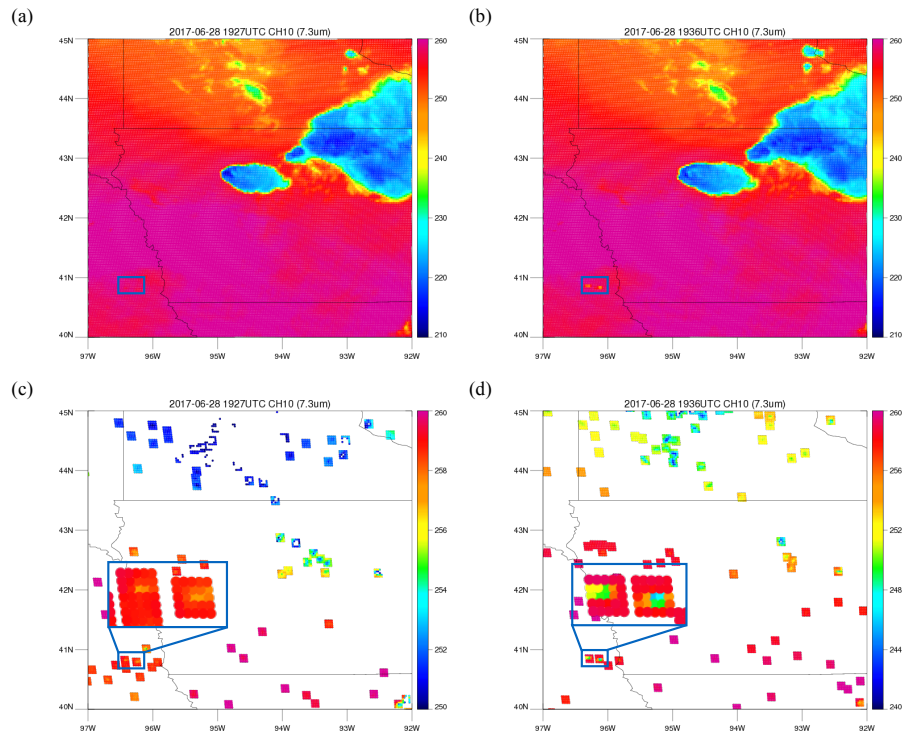 (a)
2017-06-28 1927UTC CH10 (7.3um)
45N
44N
43N
42N
41N
40N
97W 96W 95W 94W 93W 92W
260
250
240
230
220
210
(b)
2017-06-28 1936UTC CH10 (7.3um)
45N
44N
43N
42N
41N
40N
97W 96W 95W 94W 93W 92W
260
250
240
230
220
210
(c)
2017-06-28 1927UTC CH10 (7.3um)
45N
44N
43N
42N
41N
40N
97W 96W 95W 94W 93W 92W
260
258
256
254
252
250
(d)
2017-06-28 1936UTC CH10 (7.3um)
45N
44N
43N
42N
41N
40N
97W 96W 95W 94W 93W 92W
260
256
252
248
244
240